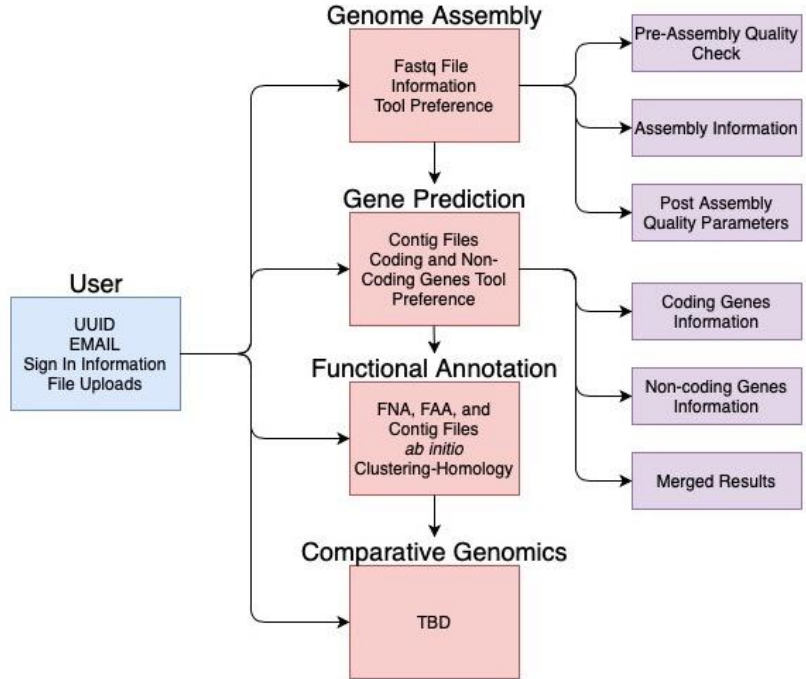 Genome Assembly
Fastq File
Information
Tool Preference
Pre-Assembly Quality
Check
Assembly Information
Post Assembly
Quality Parameters
Gene Prediction
Contig Files
Coding and Non-
Coding Genes Tool
Preference
Coding Genes
Information
Non-coding Genes
Information
Merged Results
User
UUID
EMAIL
Sign In Information
File Uploads
Functional Annotation
FNA, FAA, and
Contig Files
ab initio
Clustering-Homology
Comparative Genomics
TBD